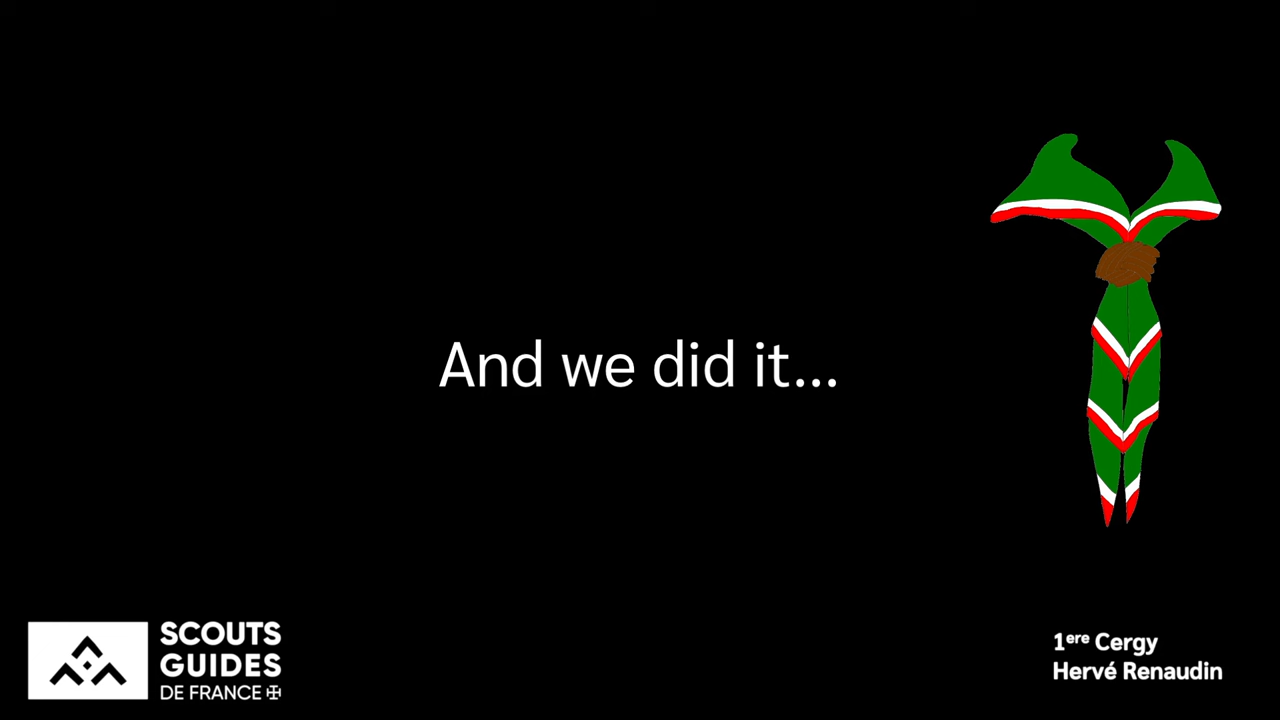 And we did it...
SCOUTS
GUIDES
DE FRANCE
1ere Cergy
Hervé Renaudin